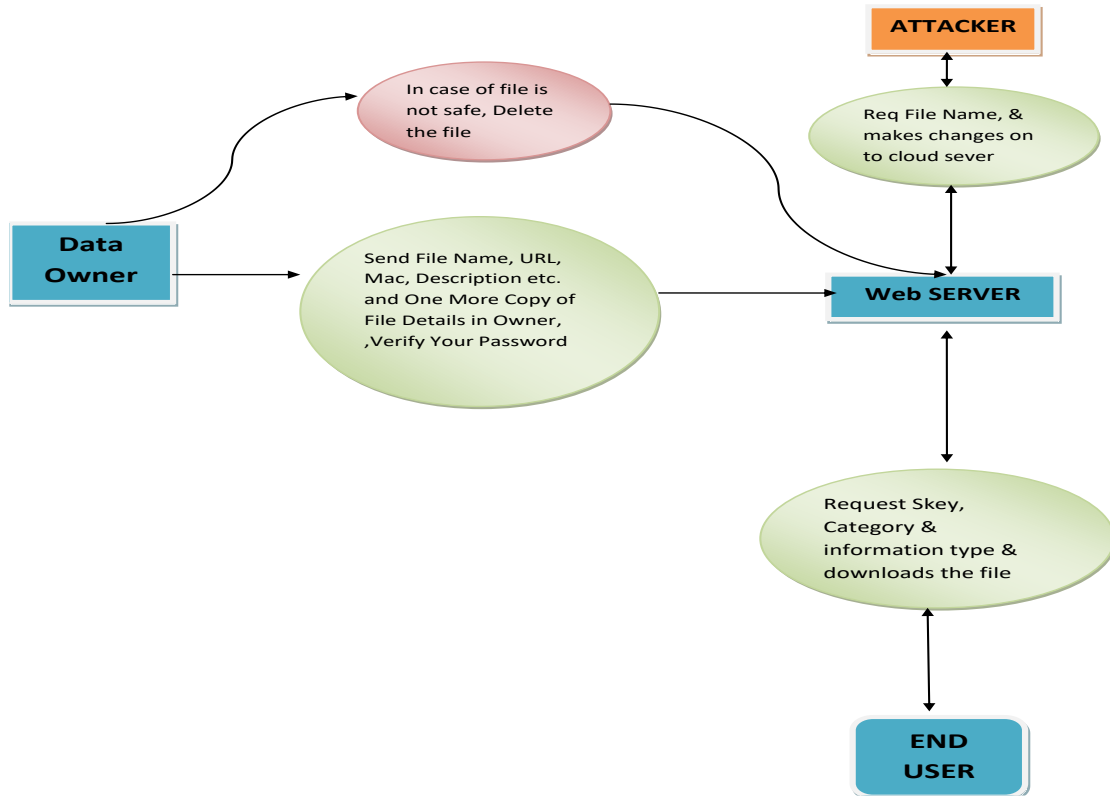 ATTACKER
In case of file is
not safe, Delete
the file
Req File Name, &
makes changes on
to cloud sever
Data
Owner
Send File Name, URL,
Mac, Description etc.
and One More Copy of
File Details in Owner,
,Verify Your Password
Web SERVER
Request Skey,
Category &
information type &
downloads the file
END
USER